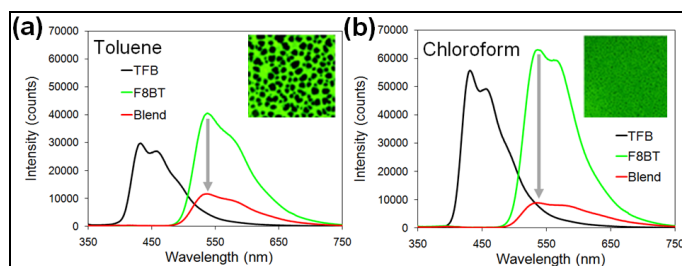 (a)
70000
60000
50000
40000
30000
20000
10000
0
Intensity (counts)
Toluene
TFB
F8BT
Blend
350
450
550
650
750
Wavelength (nm)
(b)
70000
60000
50000
40000
30000
20000
10000
0
Intensity (counts)
Chloroform
TFB
F8BT
Blend
350
450
550
650
750
Wavelength (nm)